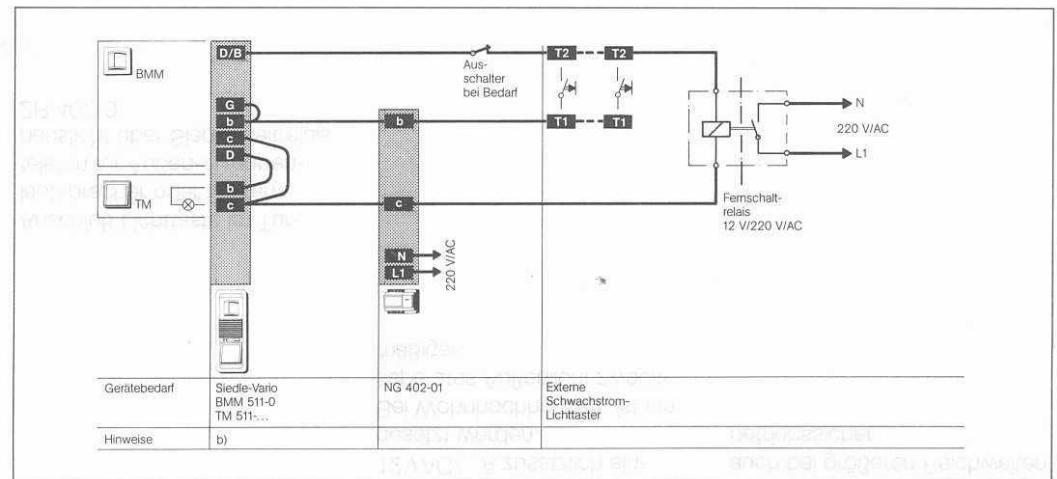 BMM
D/B
G
b
c
D
b
c
TM
Aus-
schalter
bei Bedarf
T2 T2
T1 T1
b
c
N
L1
220 V/AC
N
220 V/AC
L1
Fernschalt-
relais
12 V/220 V/AC
Gerätebedarf
Siedle-Vario
BMM 511-0
TM 511-...
NG 402-01
Externe
Schwachstrom-
Lichttaster
Hinweise
b)